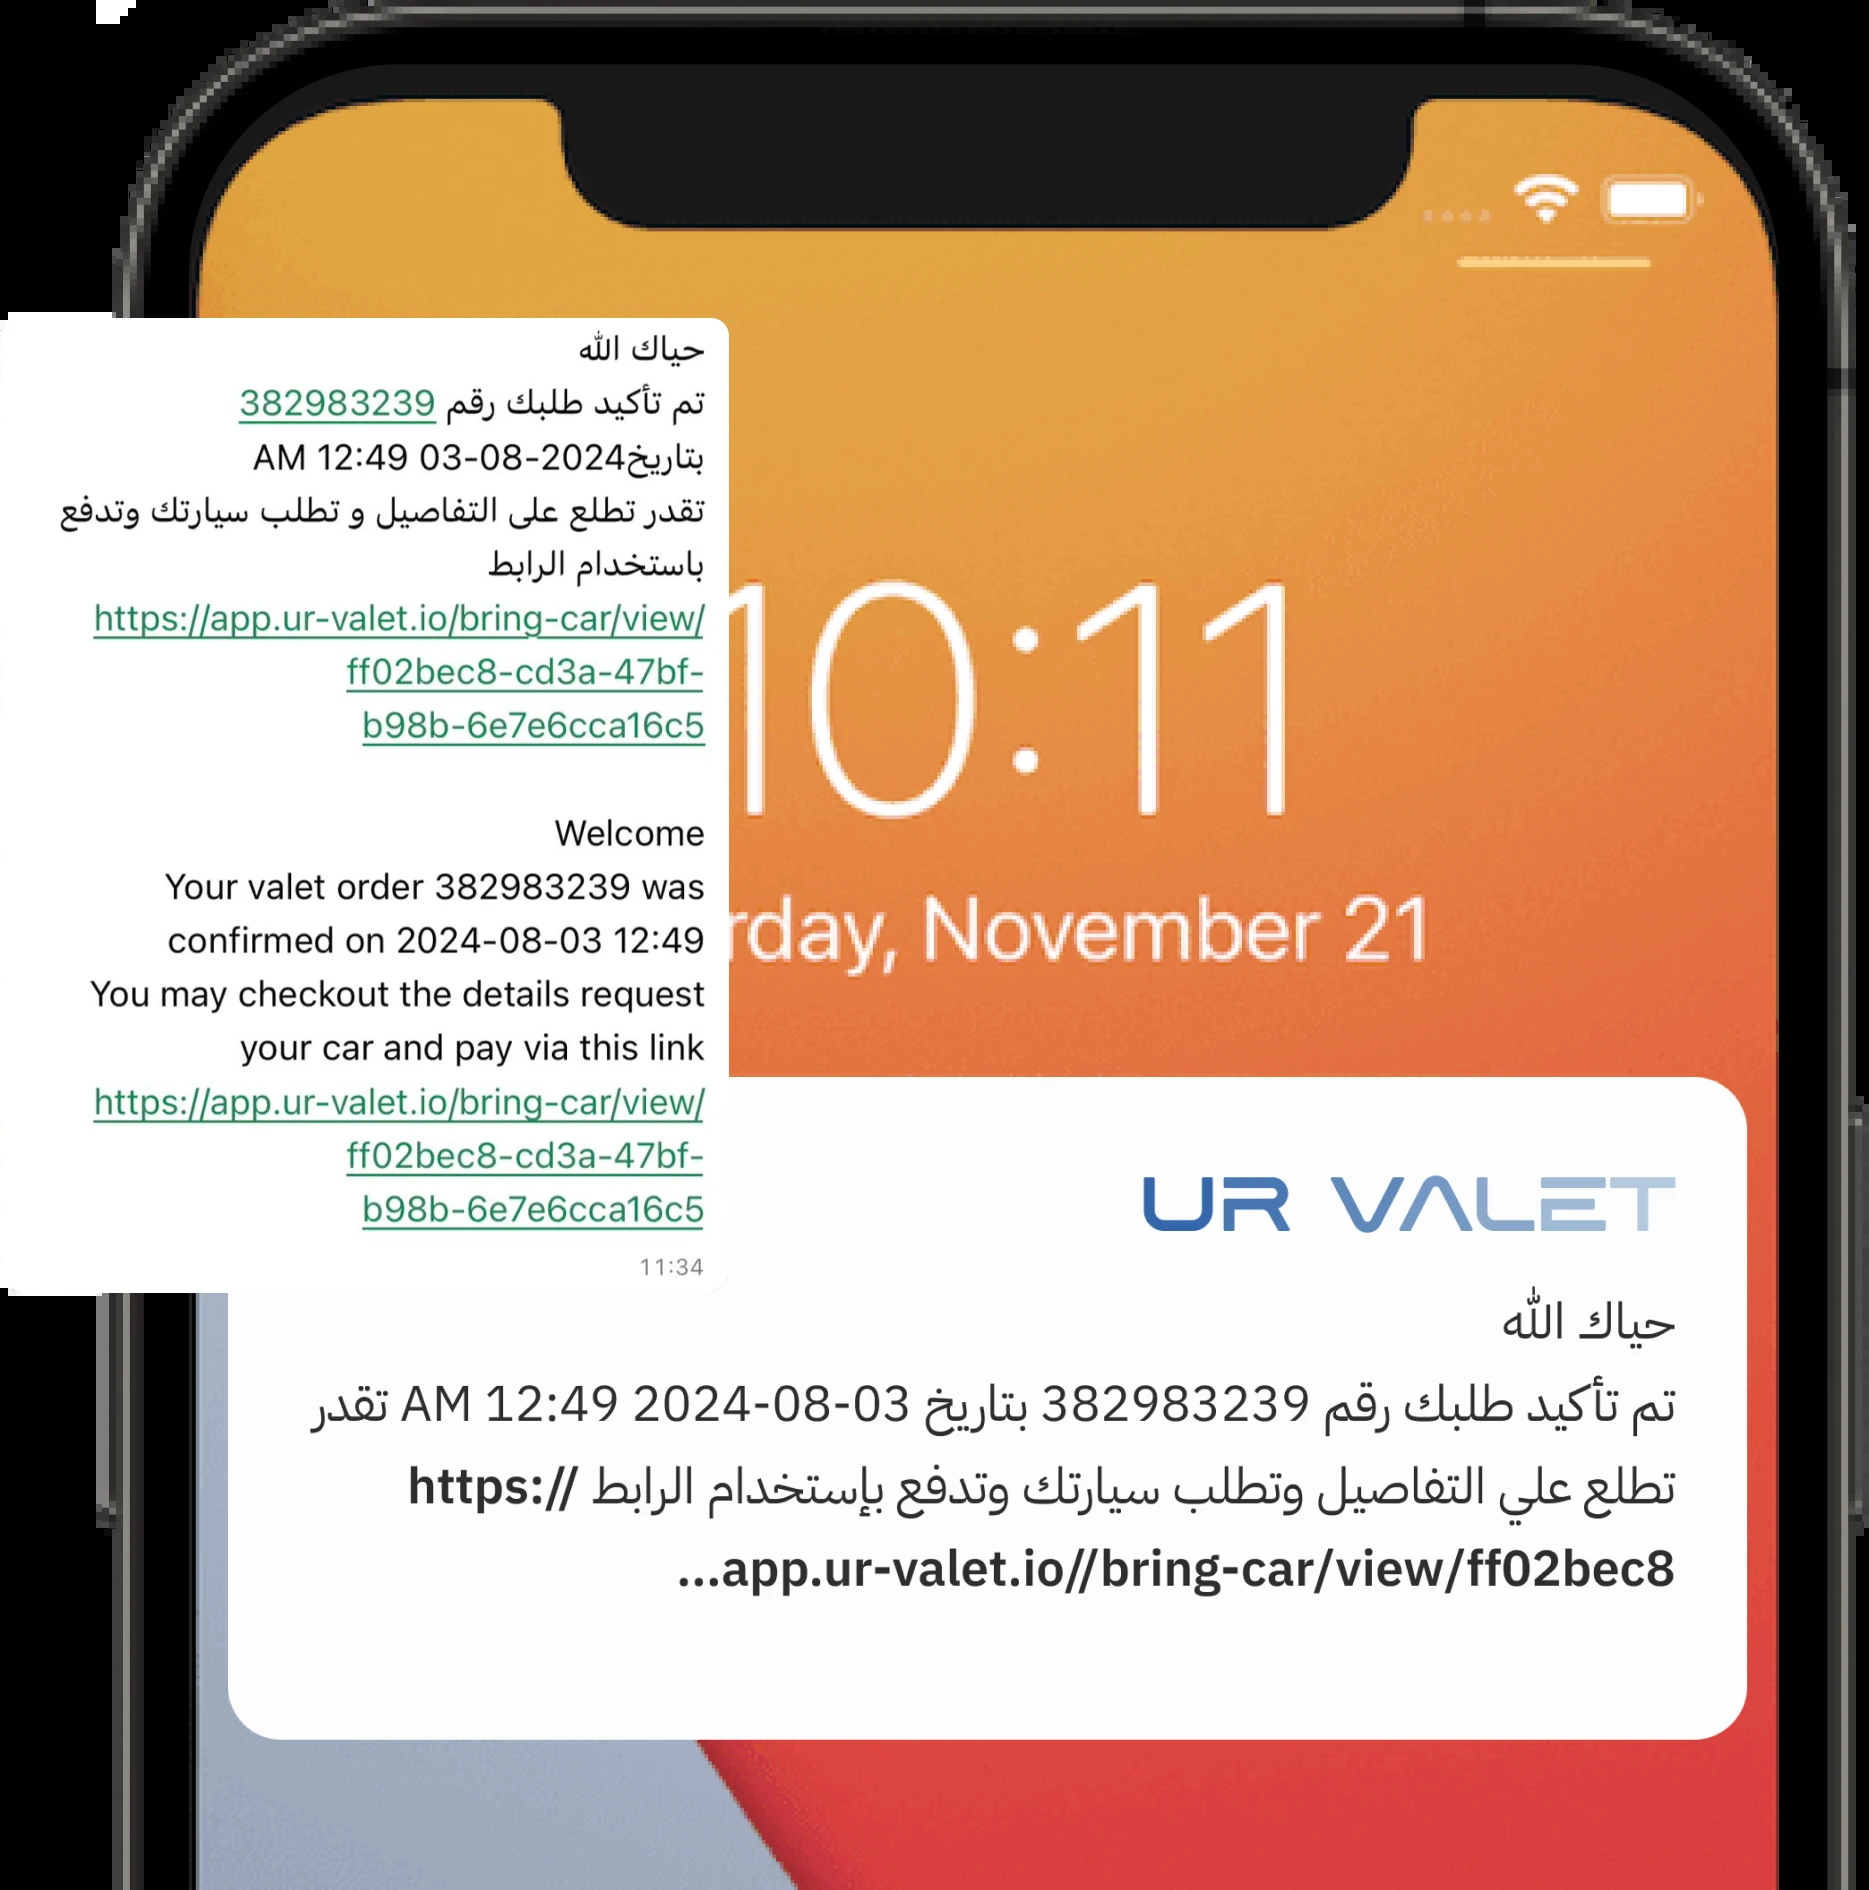 حياك الله
تم تأكيد طلبك رقم 382983239
بتاريخ2024-08-03 12:49 AM
تقدر تطلع على التفاصيل و تطلب سيارتك وتدفع
باستخدام الرابط
https://app.ur-valet.io/bring-car/view/
ff02bec8-cd3a-47bf-
b98b-6e7e6cca16c5
Welcome
Your valet order 382983239 was
confirmed on 2024-08-03 12:49
You may checkout the details request
your car and pay via this link
https://app.ur-valet.io/bring-car/view/
ff02bec8-cd3a-47bf-
b98b-6e7e6cca16c5
11:34
10:11
rday, November 21
UR VALET
حياك الله
تم تأكيد طلبك رقم 382983239 بتاريخ 03-08-2024 12:49 AM تقدر
تطلع علي التفاصيل وتطلب سيارتك وتدفع بإستخدام الرابط https://
app.ur-valet.io//bring-car/view/ff02bec8...